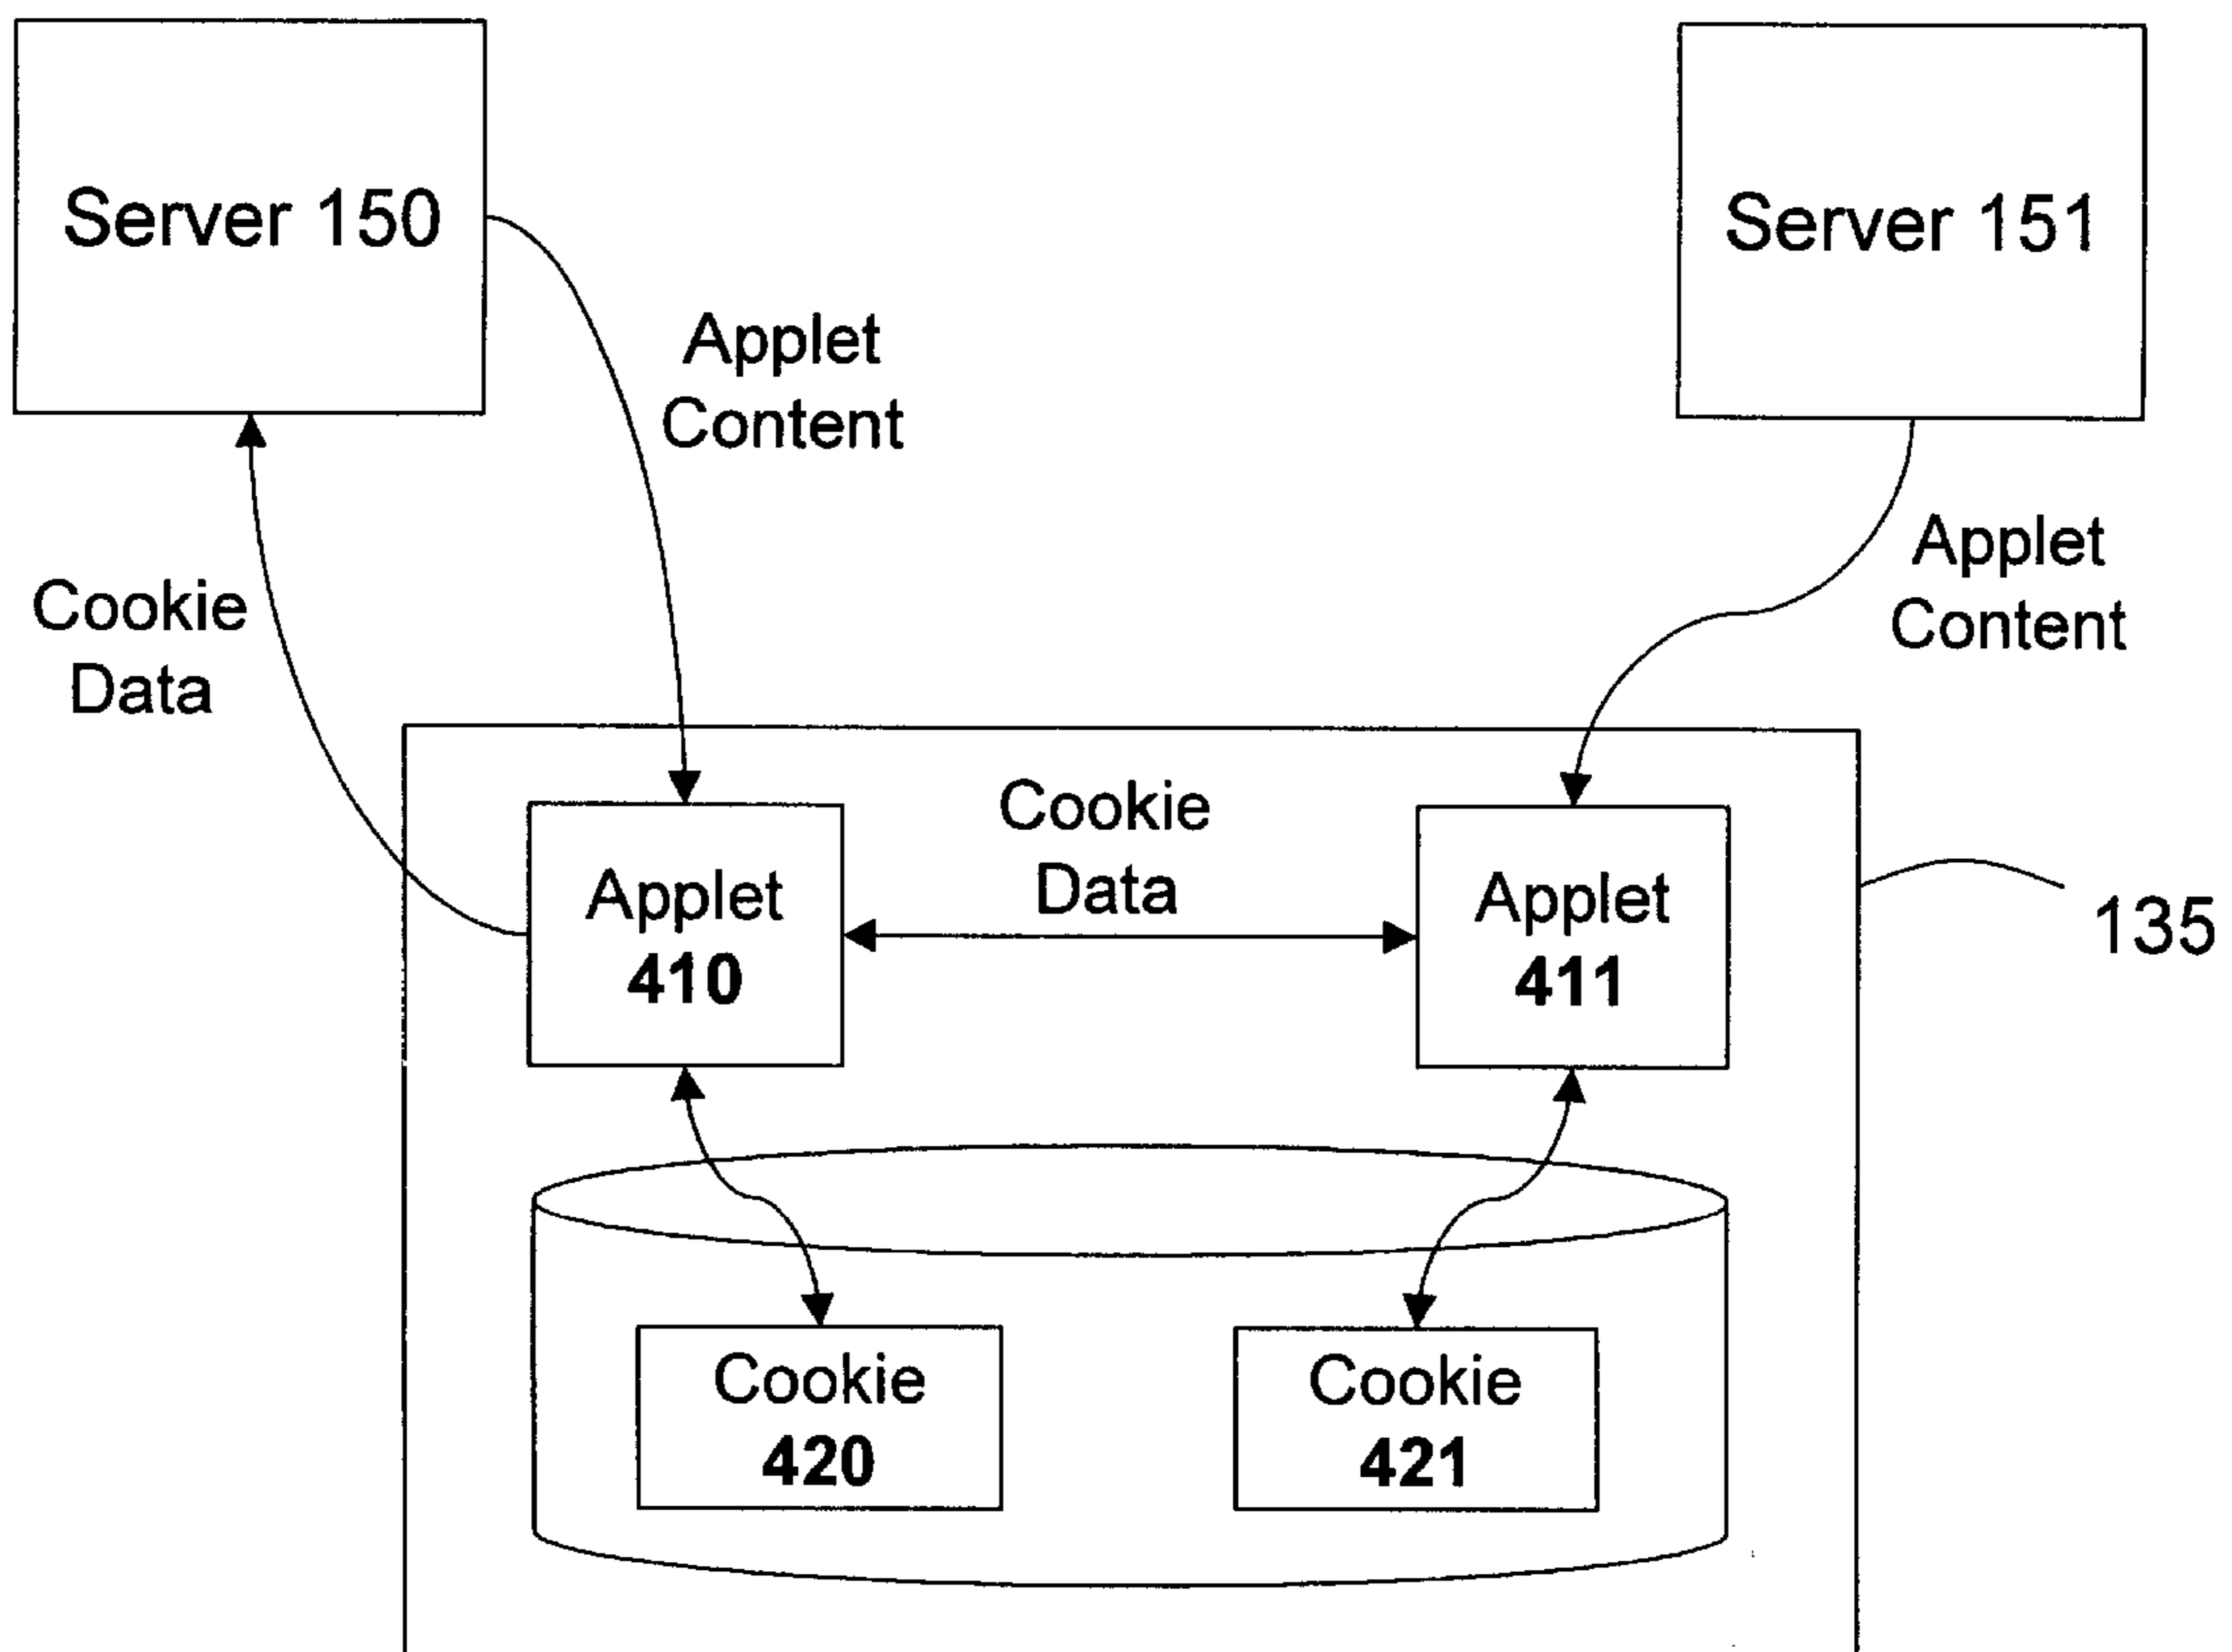 Server 150
Server 151
Applet
Content
Applet
Content
Cookie
Data
Cookie
Data
Applet
410
Applet
411
135
Cookie
420
Cookie
421